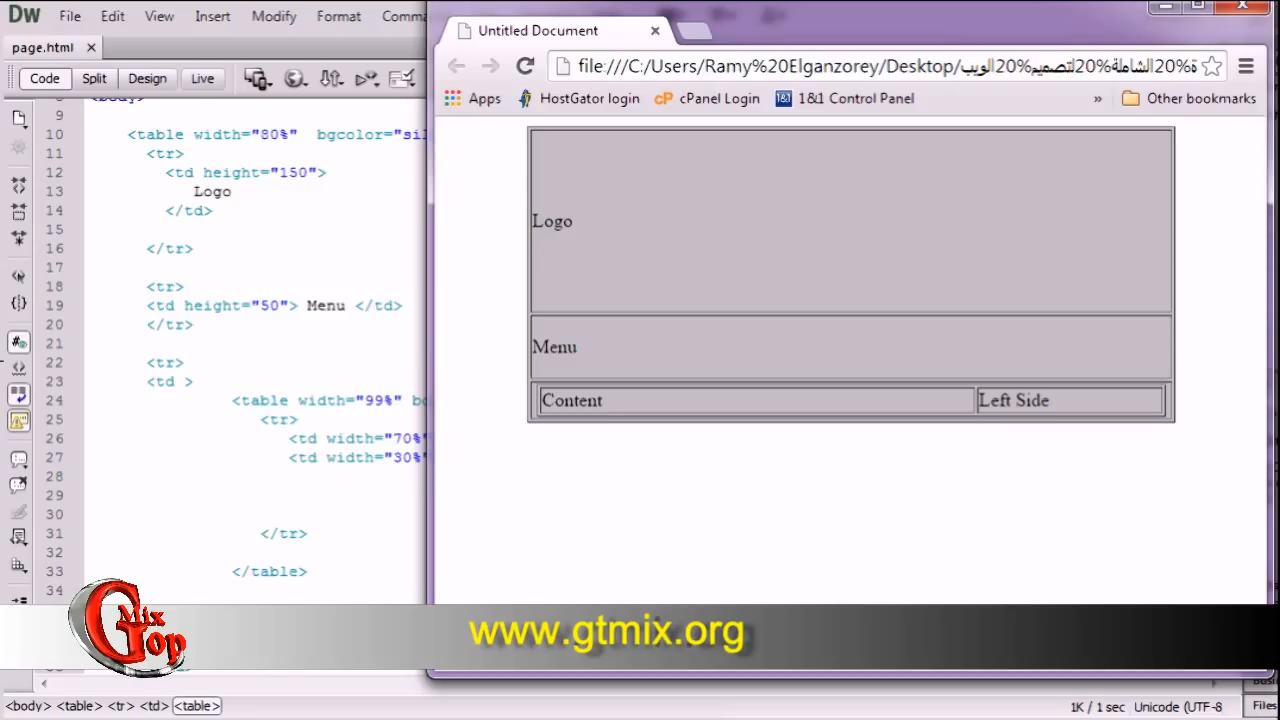 Dw File Edit View Insert Modify Format Comma
page.html
Code Split Design Live
9
10 <table width="80%" bgcolor="sil
11 <tr>
12 <td height="150">
13 Logo
14 </td>
15
16 </tr>
17
18 <tr>
19 <td height="50"> Menu </td>
20 </tr>
21
22 <tr>
23 <td >
24 <table width="99%" bo
25 <tr>
26 <td width="70%"
27 <td width="30%"
28
29
30
31 </tr>
32
33 </table>
34
<body> <table> <tr> <td> <table>
Untitled Document
file:///C:/Users/Ramy%20Elganzorey/Desktop/الشاملة%20لتصميم%20الويب%20ة
Apps HostGator login cPanel Login 1&1 Control Panel » Other bookmarks
Logo
Menu
Content Left Side
G Mix Top
www.gtmix.org
1K / 1 sec Unicode (UTF-8
Files